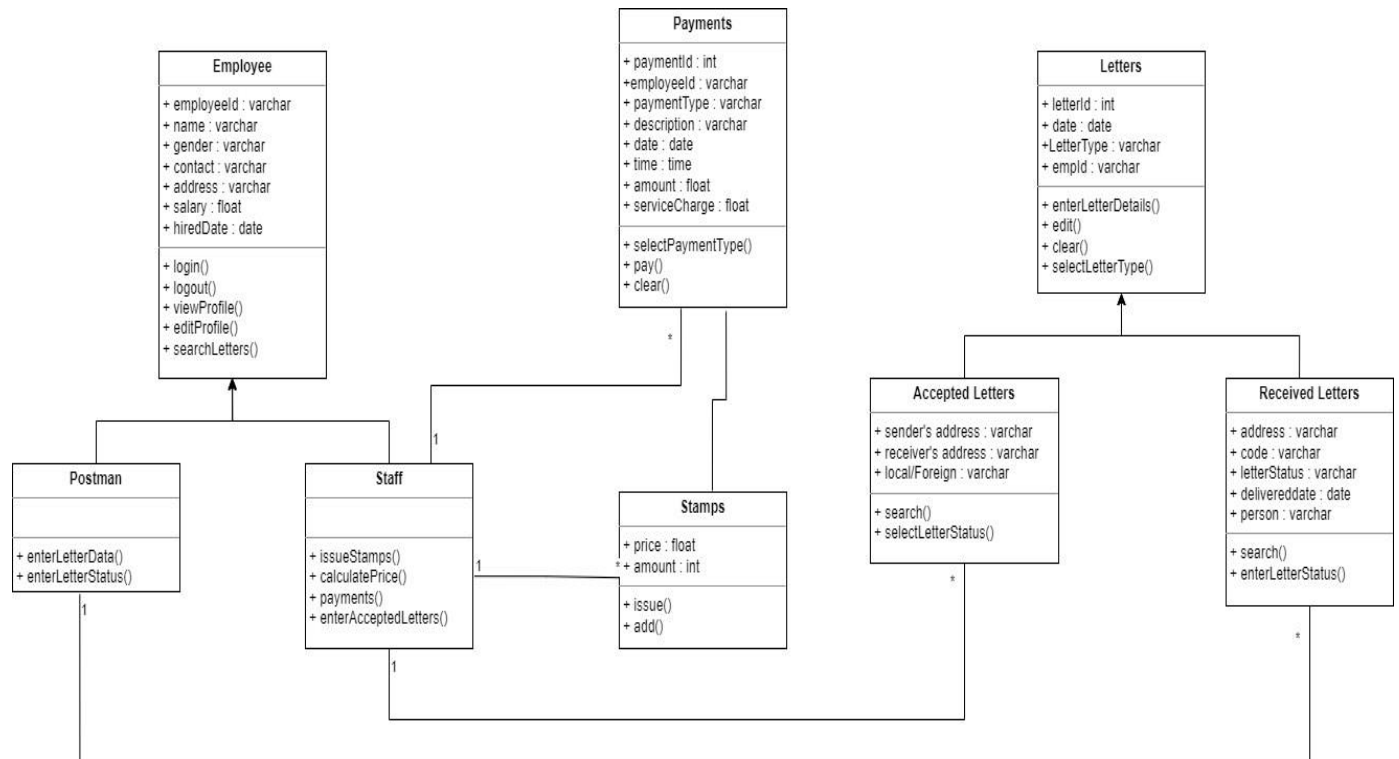 Payments
+ paymentId : int
+employeeId : varchar
+ paymentType : varchar
+ description : varchar
+ date : date
+ time : time
+ amount : float
+ serviceCharge : float
+ selectPaymentType()
+ pay()
+ clear()
*
1
Employee
+ employeeId : varchar
+ name : varchar
+ gender : varchar
+ contact : varchar
+ address : varchar
+ salary : float
+ hiredDate : date
+ login()
+ logout()
+ viewProfile()
+ editProfile()
+ searchLetters()
Letters
+ letterId : int
+ date : date
+LetterType : varchar
+ empId : varchar
+ enterLetterDetails()
+ edit()
+ clear()
+ selectLetterType()
Postman
+ enterLetterData()
+ enterLetterStatus()
1
Staff
+ issueStamps()
+ calculatePrice()
+ payments()
+ enterAcceptedLetters()
1
1
*
Stamps
+ price : float
+ amount : int
+ issue()
+ add()
Accepted Letters
+ sender's address : varchar
+ receiver's address : varchar
+ local/Foreign : varchar
+ search()
+ selectLetterStatus()
*
Received Letters
+ address : varchar
+ code : varchar
+ letterStatus : varchar
+ delivereddate : date
+ person : varchar
+ search()
+ enterLetterStatus()
*